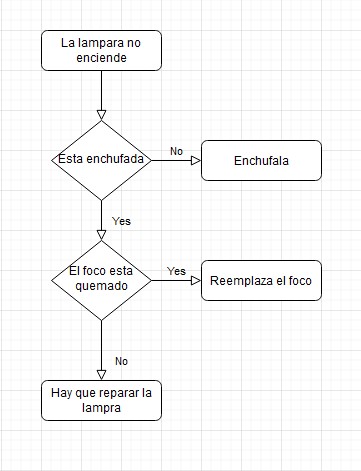 La lampara no
enciende
Esta enchufada
No
Enchufala
Yes
El foco esta
quemado
Yes
Reemplaza el foco
No
Hay que reparar la
lampra